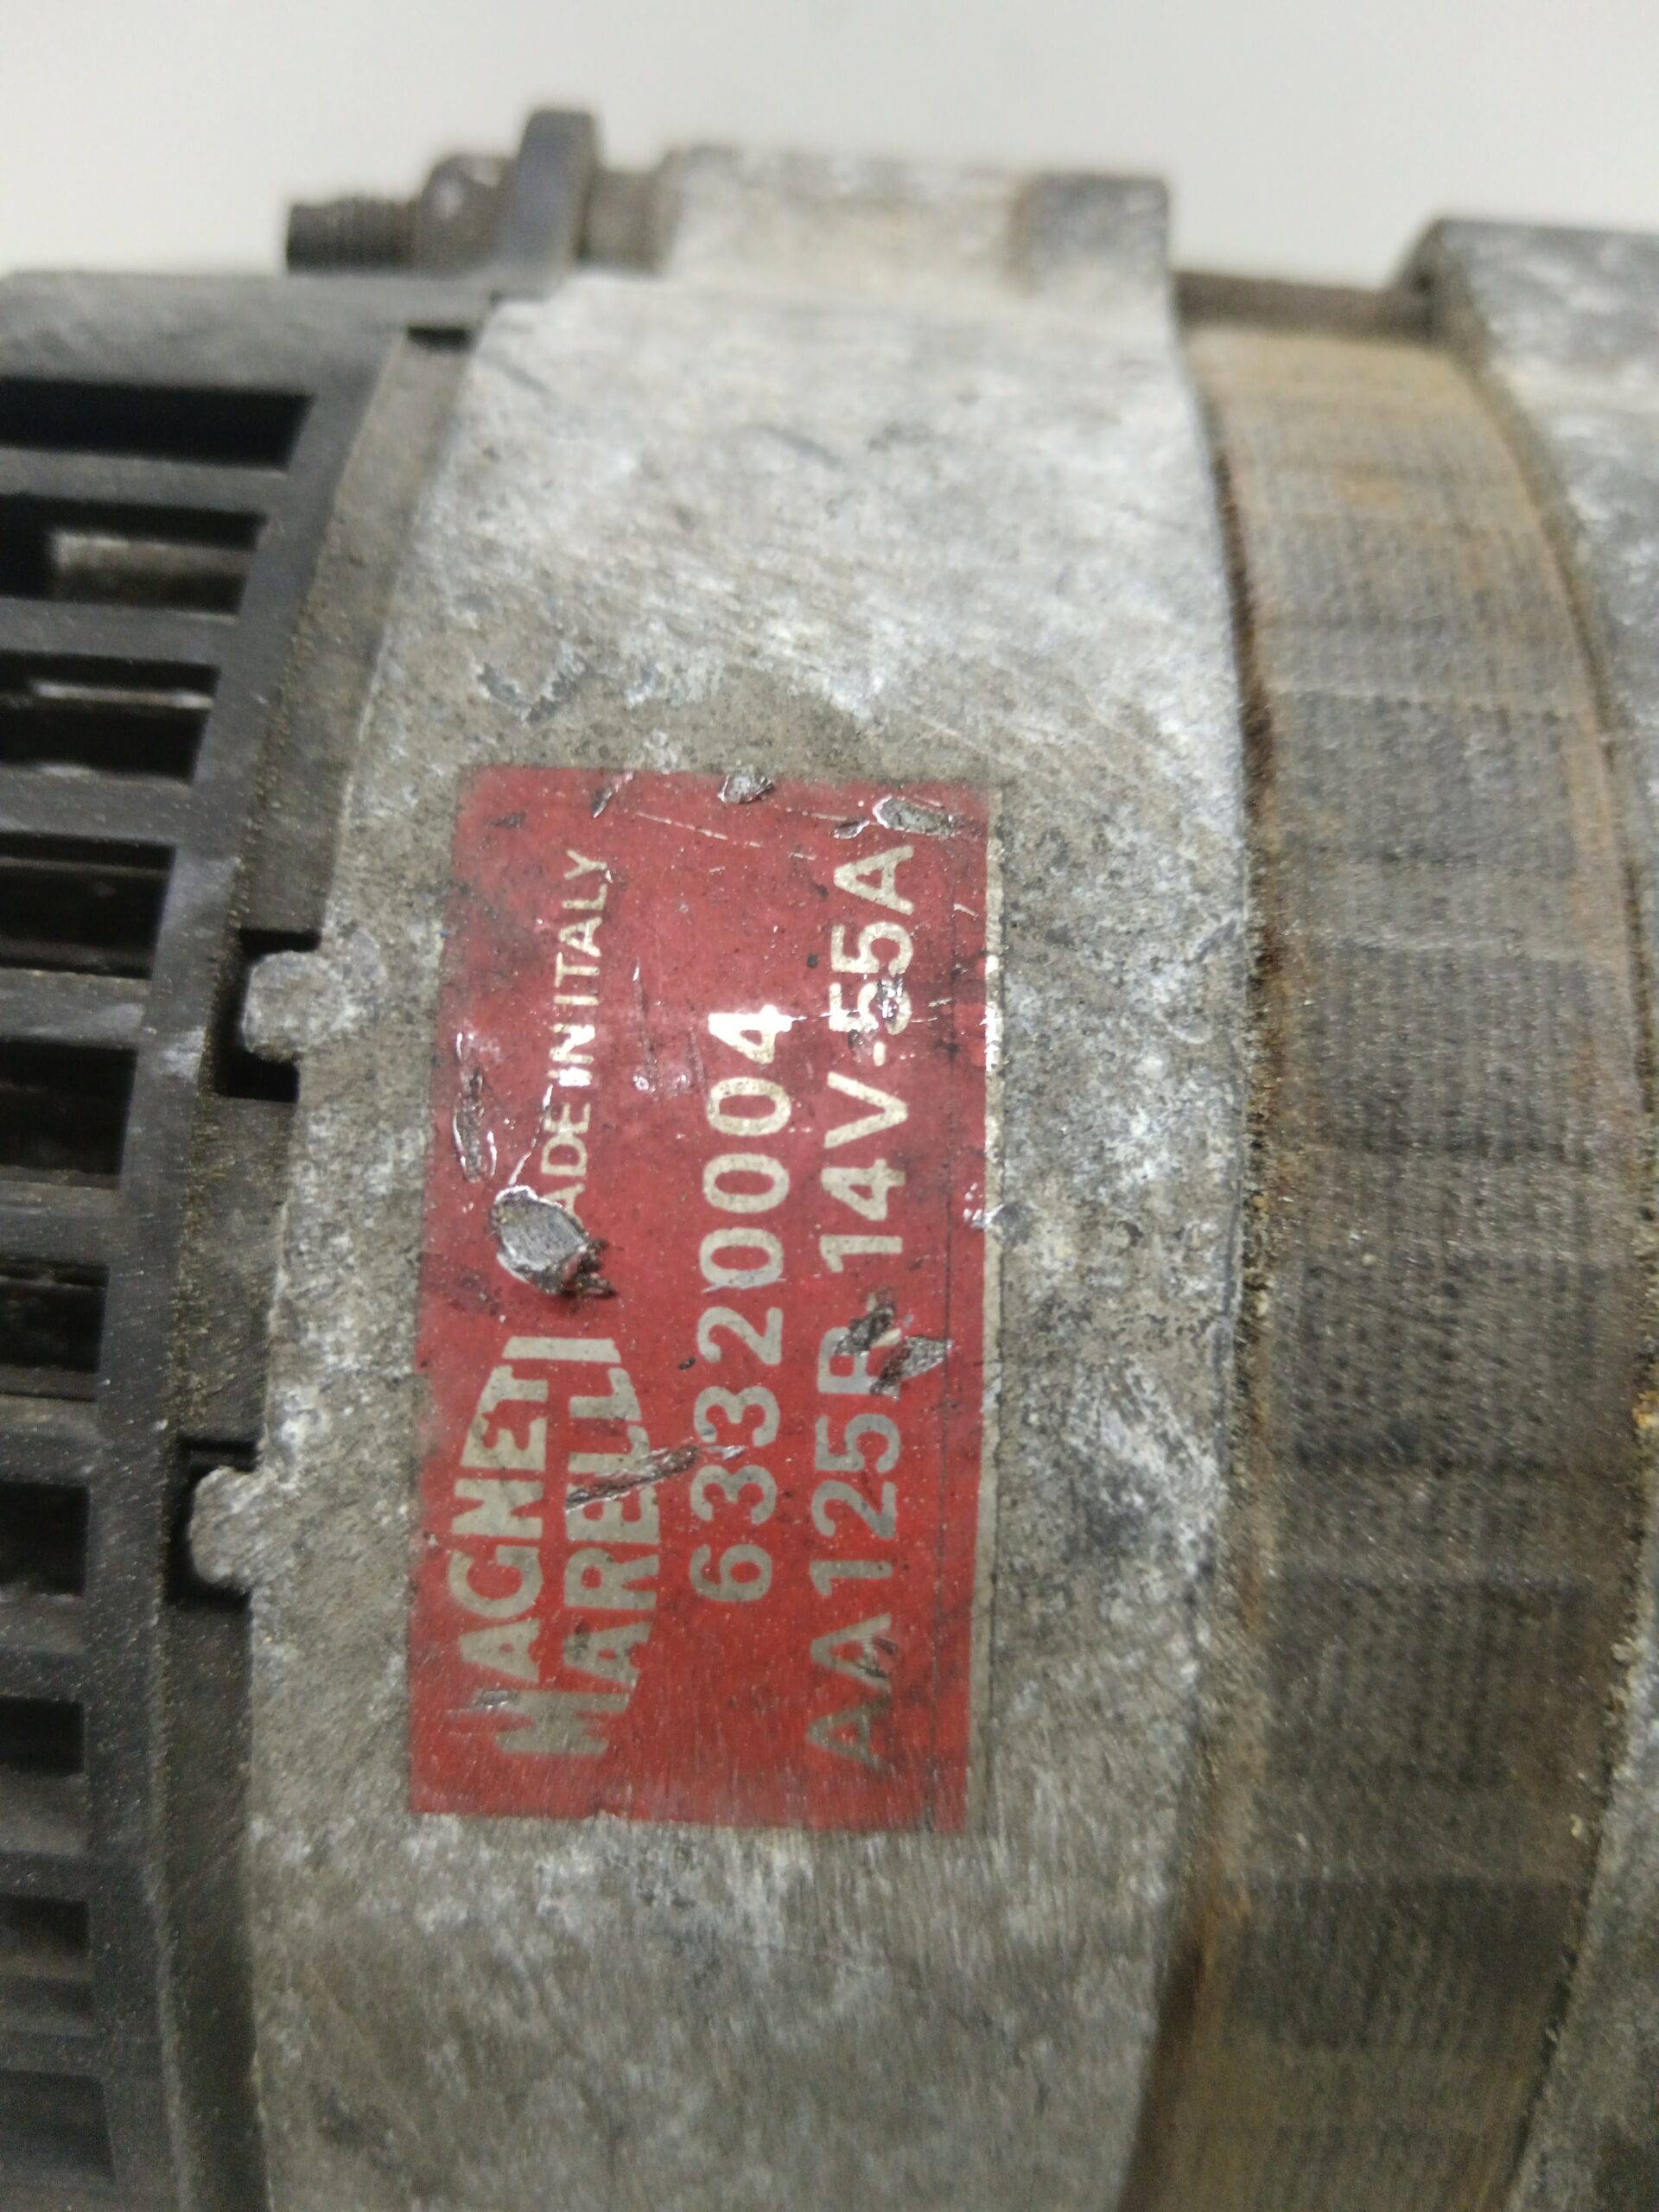 MAGNETI
MARELLI
MADE IN ITALY
63320004
AA125R-14V-55A